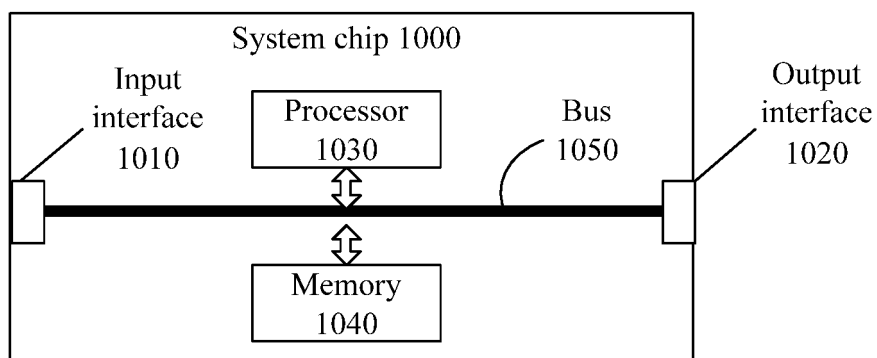 System chip 1000
Input
interface
1010
Processor
1030
Bus
1050
Output
interface
1020
Memory
1040